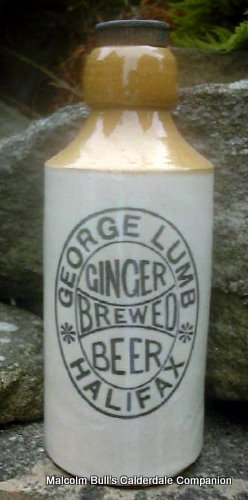 GEORGE LUMB
GINGER
BREWED
BEER
HALIFAX
Malcolm Bull's Calderdale Companion